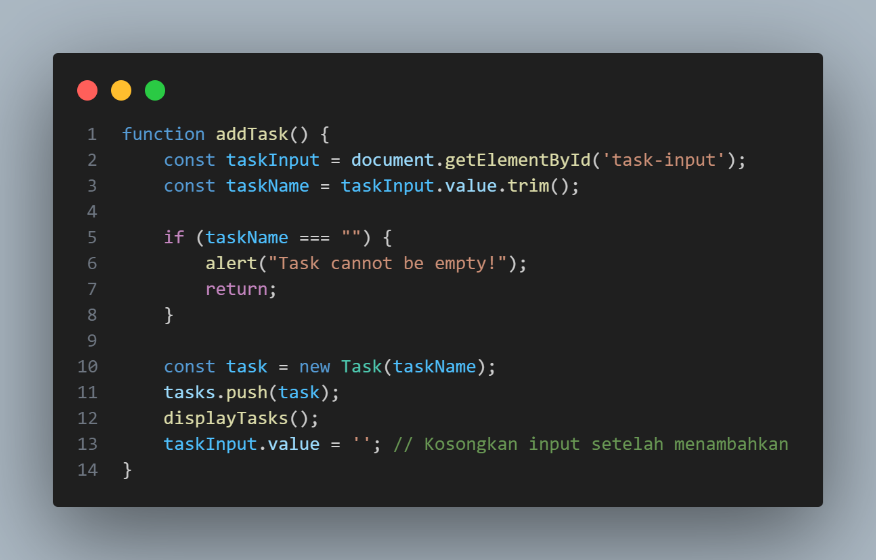 1 function addTask() {
2     const taskInput = document.getElementById('task-input');
3     const taskName = taskInput.value.trim();
4
5     if (taskName === "") {
6         alert("Task cannot be empty!");
7         return;
8     }
9
10     const task = new Task(taskName);
11     tasks.push(task);
12     displayTasks();
13     taskInput.value = ''; // Kosongkan input setelah menambahkan
14 }